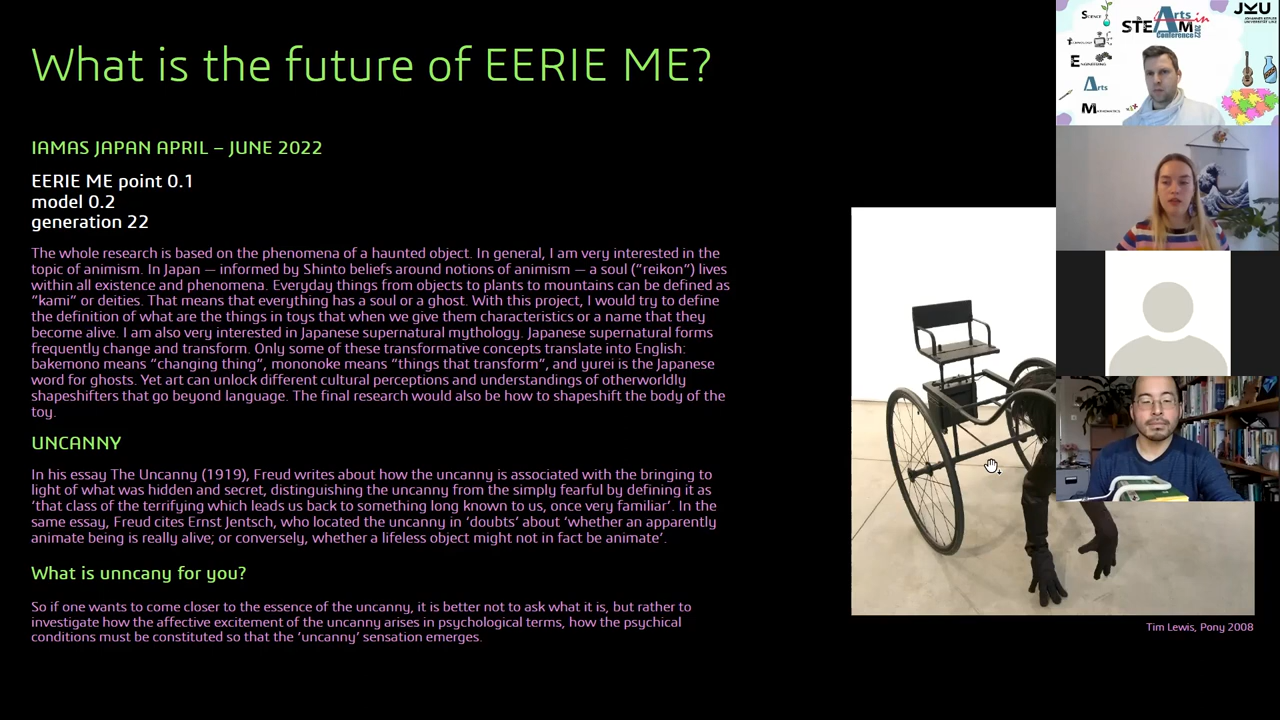 What is the future of EERIE ME?
IAMAS JAPAN APRIL – JUNE 2022
EERIE ME point 0.1
model 0.2
generation 22
The whole research is based on the phenomena of a haunted object. In general, I am very interested in the
topic of animism. In Japan — informed by Shinto beliefs around notions of animism — a soul (“reikon”) lives
within all existence and phenomena. Everyday things from objects to plants to mountains can be defined as
“kami” or deities. That means that everything has a soul or a ghost. With this project, I would try to define
the definition of what are the things in toys that when we give them characteristics or a name that they
become alive. I am also very interested in Japanese supernatural mythology. Japanese supernatural forms
frequently change and transform. Only some of these transformative concepts translate into English:
bakemono means “changing thing”, mononoke means “things that transform”, and yurei is the Japanese
word for ghosts. Yet art can unlock different cultural perceptions and understandings of otherworldly
shapeshifters that go beyond language. The final research would also be how to shapeshift the body of the
toy.
UNCANNY
In his essay The Uncanny (1919), Freud writes about how the uncanny is associated with the bringing to
light of what was hidden and secret, distinguishing the uncanny from the simply fearful by defining it as
‘that class of the terrifying which leads us back to something long known to us, once very familiar’. In the
same essay, Freud cites Ernst Jentsch, who located the uncanny in ‘doubts’ about ‘whether an apparently
animate being is really alive; or conversely, whether a lifeless object might not in fact be animate’.
What is unncany for you?
So if one wants to come closer to the essence of the uncanny, it is better not to ask what it is, but rather to
investigate how the affective excitement of the uncanny arises in psychological terms, how the psychical
conditions must be constituted so that the ‘uncanny’ sensation emerges.
Tim Lewis, Pony 2008
SCIENCE
ENGINEERING
Arts
MATHEMATICS
STEAM
Arts in
Conference 2022
JKU